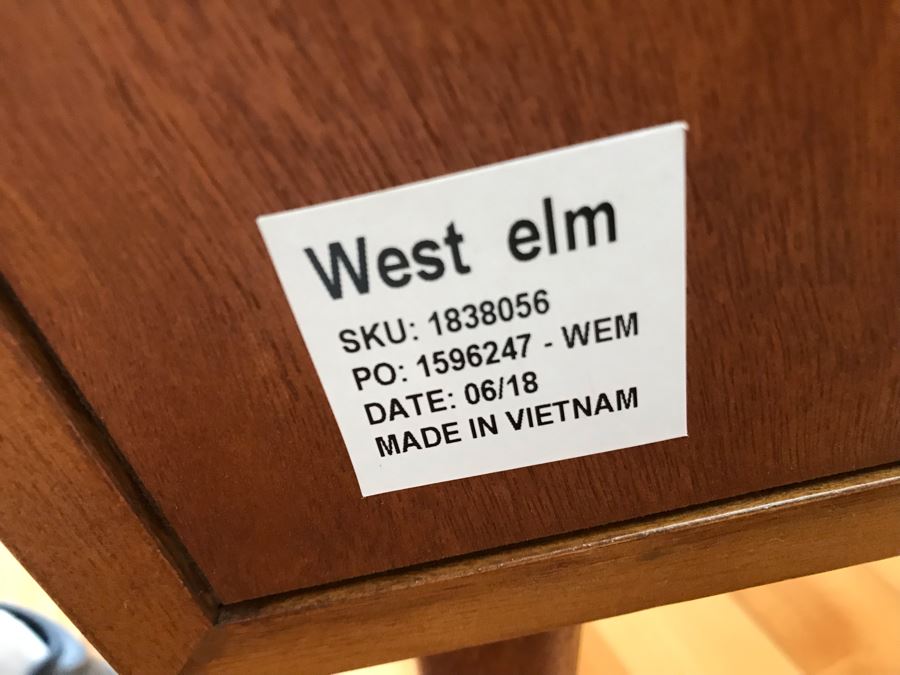 West elm
SKU: 1838056
PO: 1596247 - WEM
DATE: 06/18
MADE IN VIETNAM